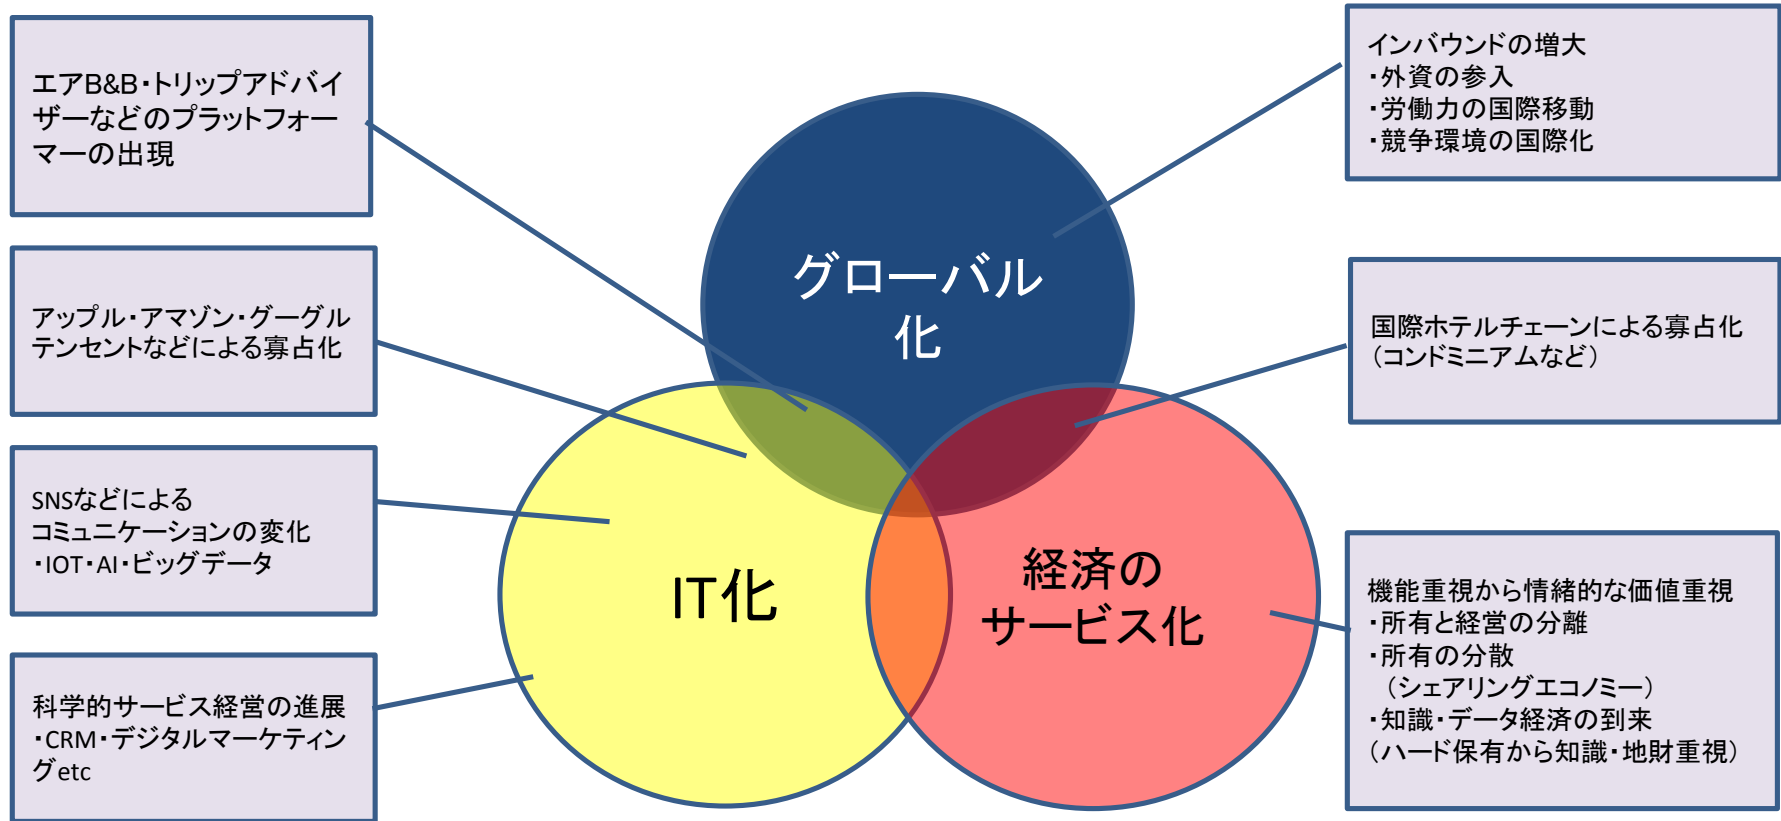 エアB&B・トリップアドバイ
ザーなどのプラットフォー
マーの出現
アップル・アマゾン・グーグル
テンセントなどによる寡占化
SNSなどによる
コミュニケーションの変化
・IOT・AI・ビッグデータ
科学的サービス経営の進展
・CRM・デジタルマーケティン
グetc
グローバル
化
IT化
経済の
サービス化
インバウンドの増大
・外資の参入
・労働力の国際移動
・競争環境の国際化
国際ホテルチェーンによる寡占化
（コンドミニアムなど）
機能重視から情緒的な価値重視
・所有と経営の分離
・所有の分散
（シェアリングエコノミー）
・知識・データ経済の到来
（ハード保有から知識・地財重視）